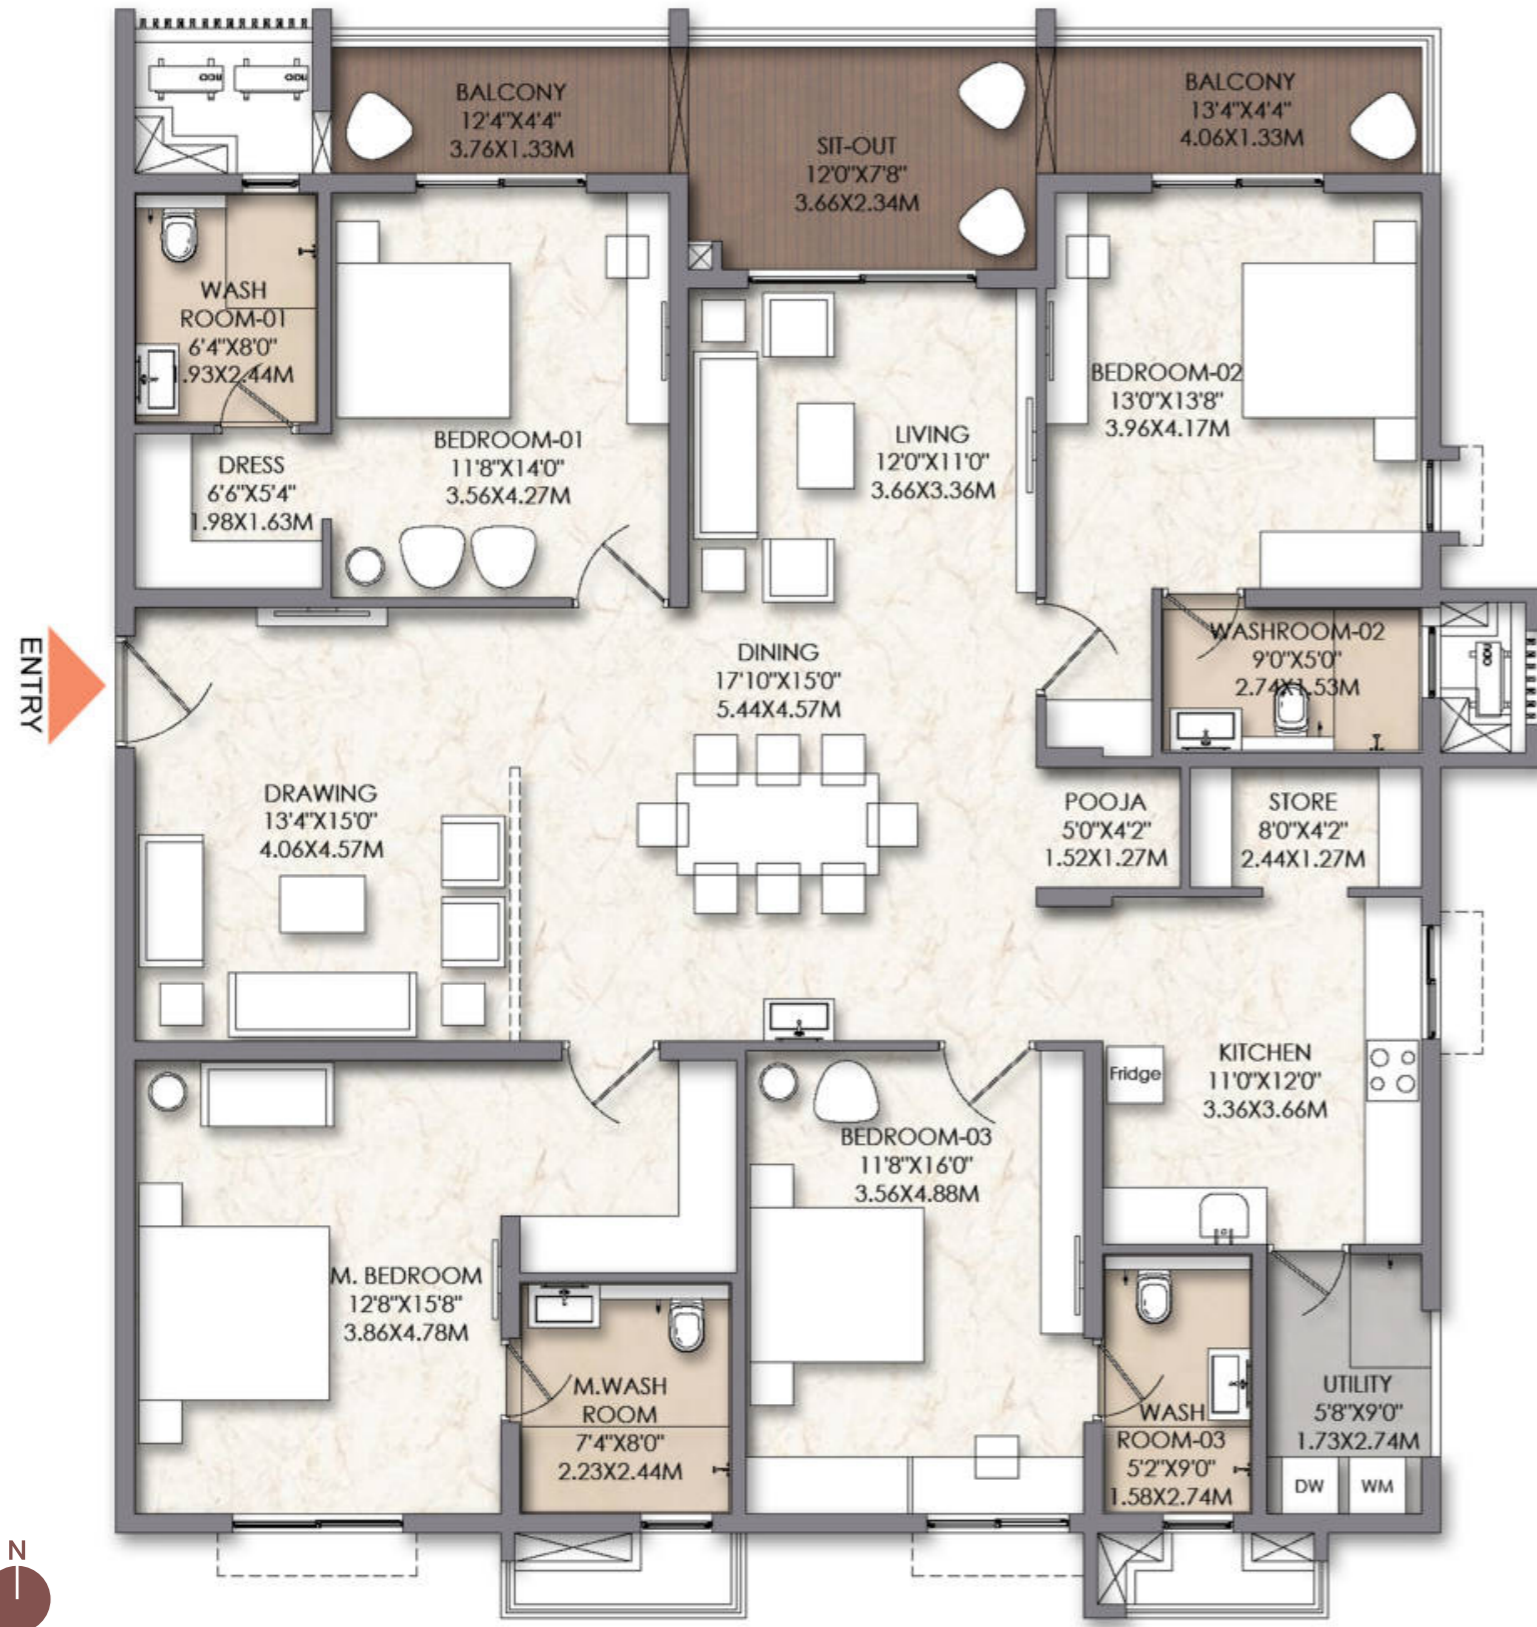 BALCONY
12'4"X4'4"
3.76X1.33M
SIT-OUT
12'0"X7'8"
3.66X2.34M
BALCONY
13'4"X4'4"
4.06X1.33M
WASH
ROOM-01
6'4"X8'0"
.93X2.44M
BEDROOM-01
11'8"X14'0"
3.56X4.27M
DRESS
6'6"X5'4"
1.98X1.63M
LIVING
12'0"X11'0"
3.66X3.36M
BEDROOM-02
13'0"X13'8"
3.96X4.17M
ENTRY
DINING
17'10"X15'0"
5.44X4.57M
WASHROOM-02
9'0"X5'0"
2.74X1.53M
DRAWING
13'4"X15'0"
4.06X4.57M
POOJA
5'0"X4'2"
1.52X1.27M
STORE
8'0"X4'2"
2.44X1.27M
KITCHEN
11'0"X12'0"
3.36X3.66M
Fridge
BEDROOM-03
11'8"X16'0"
3.56X4.88M
M. BEDROOM
12'8"X15'8"
3.86X4.78M
M.WASH
ROOM
7'4"X8'0"
2.23X2.44M
WASH
ROOM-03
5'2"X9'0"
1.58X2.74M
UTILITY
5'8"X9'0"
1.73X2.74M
DW
WM
N